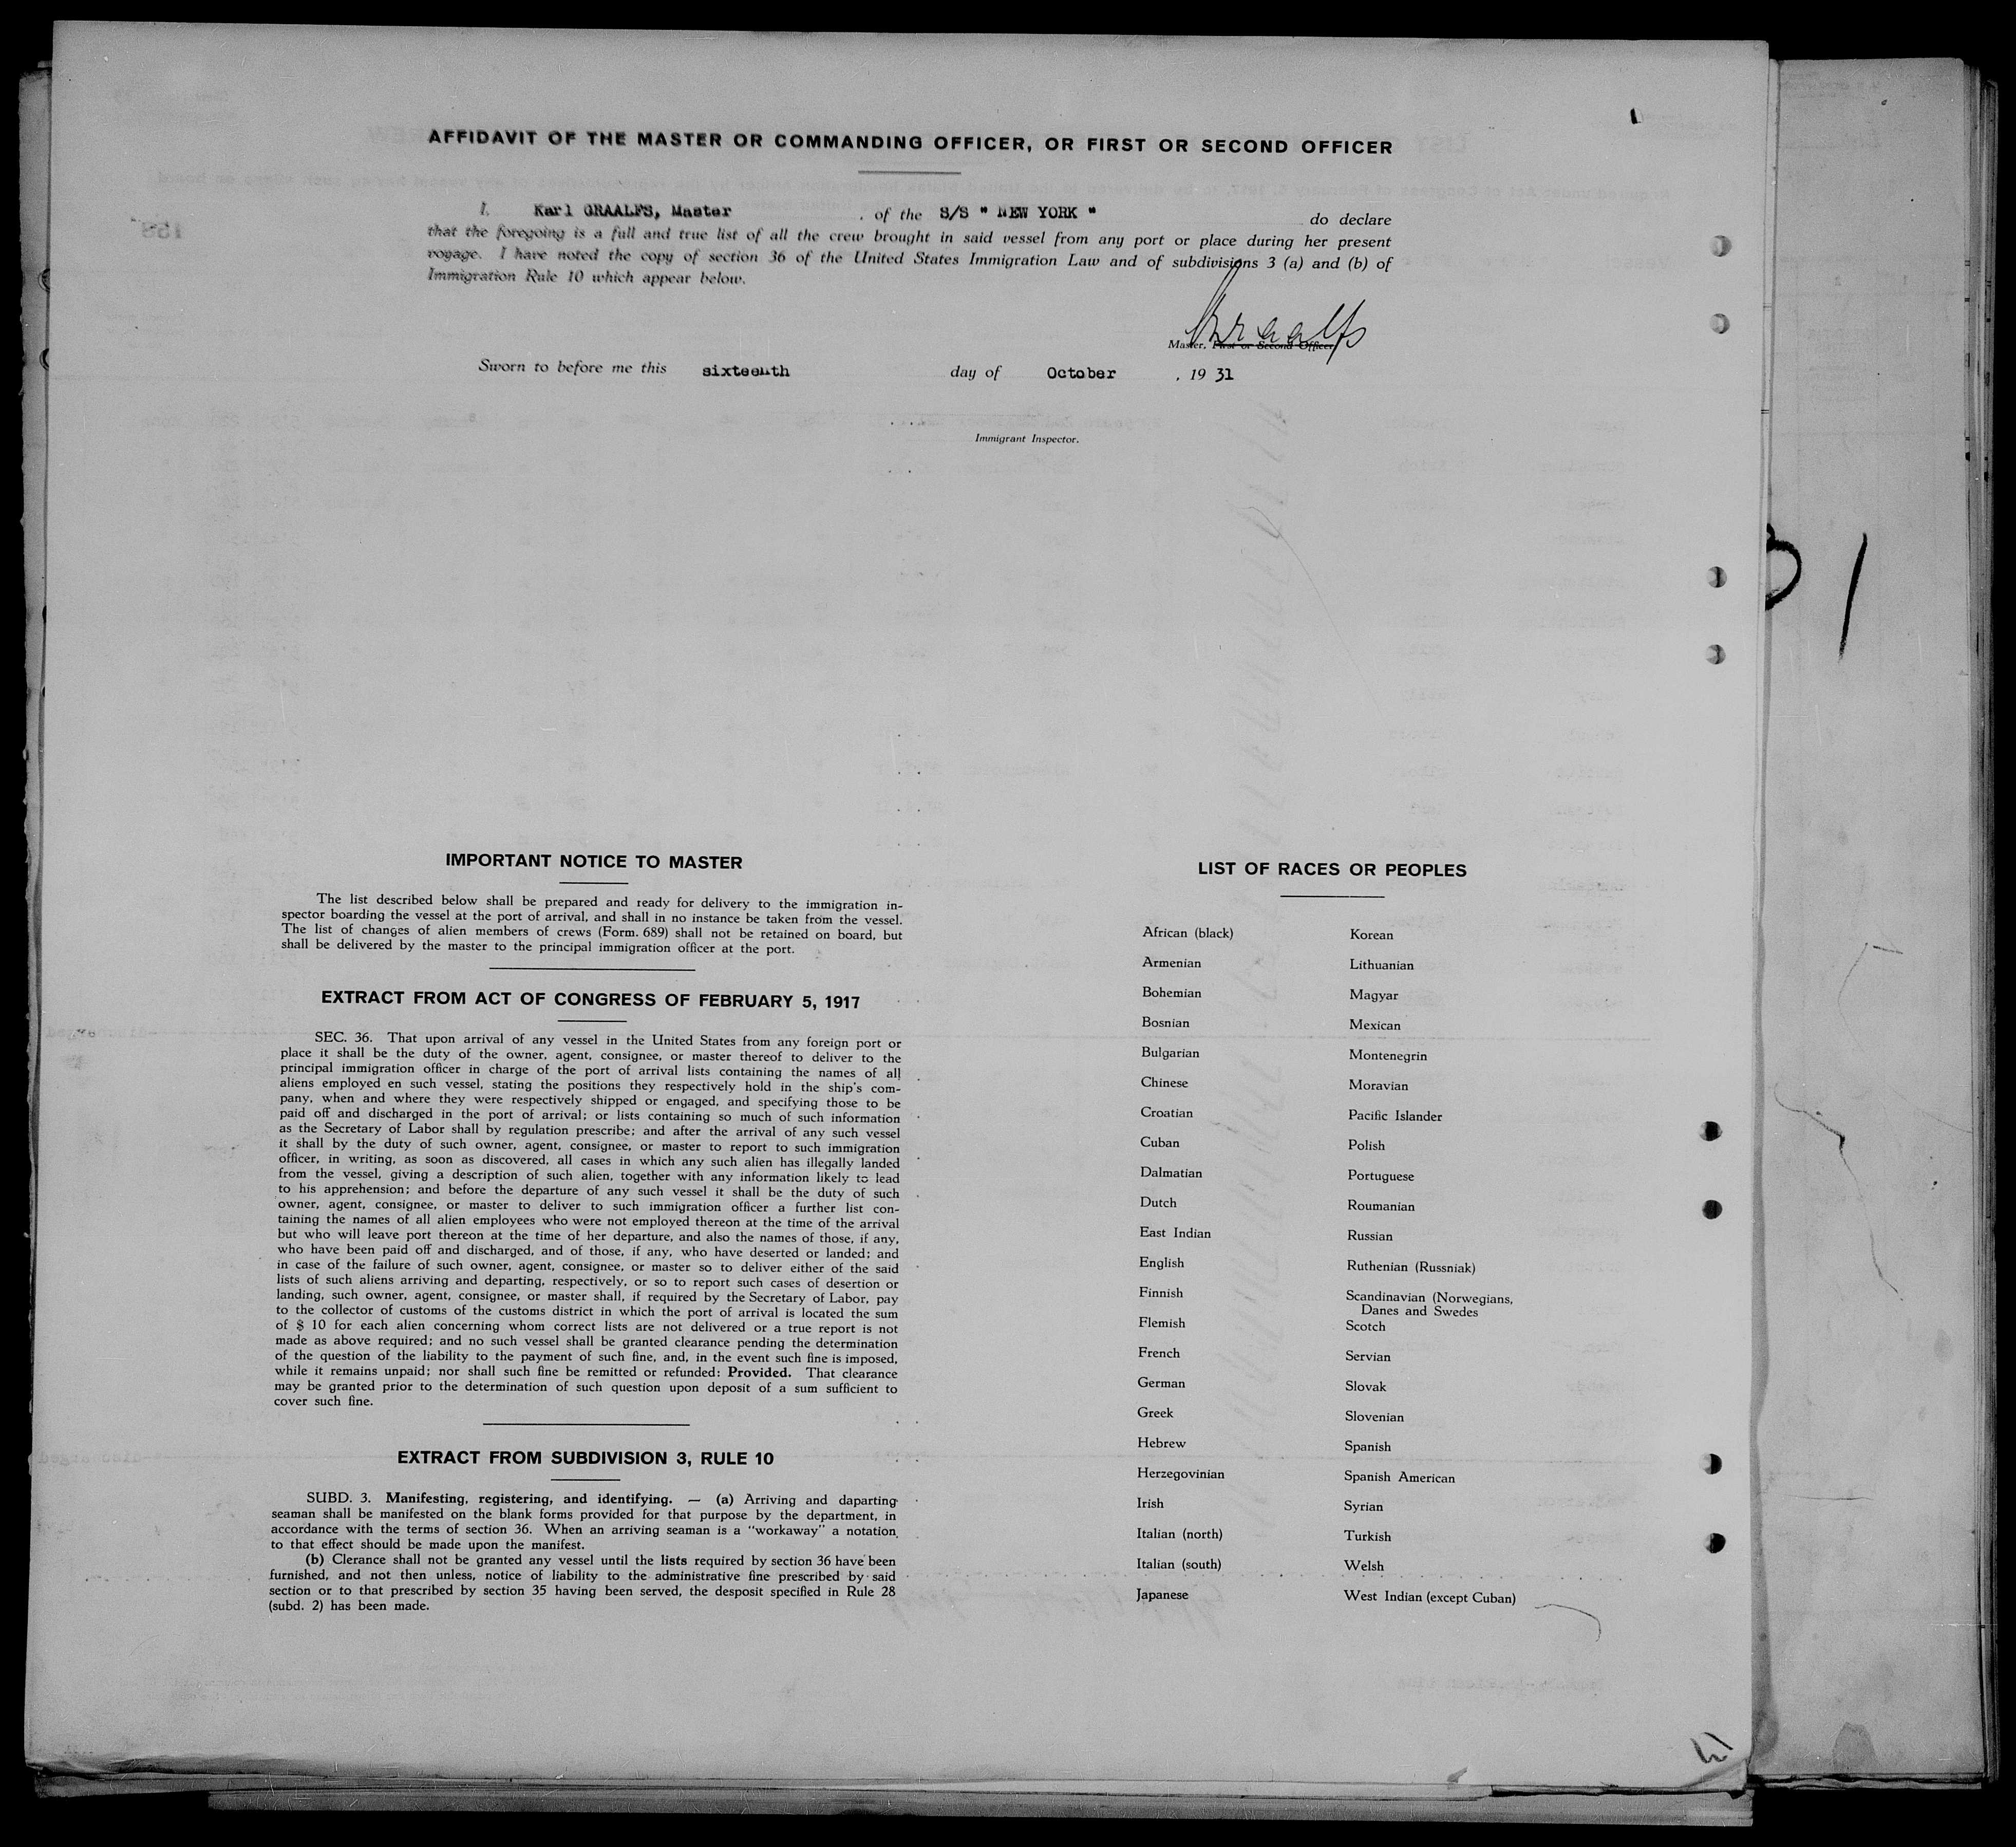 AFFIDAVIT OF THE MASTER OR COMMANDING OFFICER, OR FIRST OR SECOND OFFICER
I, Karl GRAALFS, Master , of the S/S " NEW YORK " do declare
that the foregoing is a full and true list of all the crew brought in said vessel from any port or place during her present
voyage. I have noted the copy of section 36 of the United States Immigration Law and of subdivisions 3 (a) and (b) of
Immigration Rule 10 which appear below.
Graalfs
Master, First or Second Officer
Sworn to before me this sixteenth day of October , 19 31
Immigrant Inspector.
IMPORTANT NOTICE TO MASTER
The list described below shall be prepared and ready for delivery to the immigration in-
spector boarding the vessel at the port of arrival, and shall in no instance be taken from the vessel.
The list of changes of alien members of crews (Form. 689) shall not be retained on board, but
shall be delivered by the master to the principal immigration officer at the port.
EXTRACT FROM ACT OF CONGRESS OF FEBRUARY 5, 1917
SEC. 36. That upon arrival of any vessel in the United States from any foreign port or
place it shall be the duty of the owner, agent, consignee, or master thereof to deliver to the
principal immigration officer in charge of the port of arrival lists containing the names of all
aliens employed en such vessel, stating the positions they respectively hold in the ship's com-
pany, when and where they were respectively shipped or engaged, and specifying those to be
paid off and discharged in the port of arrival; or lists containing so much of such information
as the Secretary of Labor shall by regulation prescribe; and after the arrival of any such vessel
it shall by the duty of such owner, agent, consignee, or master to report to such immigration
officer, in writing, as soon as discovered, all cases in which any such alien has illegally landed
from the vessel, giving a description of such alien, together with any information likely to lead
to his apprehension; and before the departure of any such vessel it shall be the duty of such
owner, agent, consignee, or master to deliver to such immigration officer a further list con-
taining the names of all alien employees who were not employed thereon at the time of the arrival
but who will leave port thereon at the time of her departure, and also the names of those, if any,
who have been paid off and discharged, and of those, if any, who have deserted or landed; and
in case of the failure of such owner, agent, consignee, or master so to deliver either of the said
lists of such aliens arriving and departing, respectively, or so to report such cases of desertion or
landing, such owner, agent, consignee, or master shall, if required by the Secretary of Labor, pay
to the collector of customs of the customs district in which the port of arrival is located the sum
of $ 10 for each alien concerning whom correct lists are not delivered or a true report is not
made as above required; and no such vessel shall be granted clearance pending the determination
of the question of the liability to the payment of such fine, and, in the event such fine is imposed,
while it remains unpaid; nor shall such fine be remitted or refunded: Provided. That clearance
may be granted prior to the determination of such question upon deposit of a sum sufficient to
cover such fine.
EXTRACT FROM SUBDIVISION 3, RULE 10
SUBD. 3. Manifesting, registering, and identifying. — (a) Arriving and daparting
seaman shall be manifested on the blank forms provided for that purpose by the department, in
accordance with the terms of section 36. When an arriving seaman is a "workaway" a notation
to that effect should be made upon the manifest.
(b) Clerance shall not be granted any vessel until the lists required by section 36 have been
furnished, and not then unless, notice of liability to the administrative fine prescribed by said
section or to that prescribed by section 35 having been served, the desposit specified in Rule 28
(subd. 2) has been made.
LIST OF RACES OR PEOPLES
African (black)
Armenian
Bohemian
Bosnian
Bulgarian
Chinese
Croatian
Cuban
Dalmatian
Dutch
East Indian
English
Finnish
Flemish
French
German
Greek
Hebrew
Herzegovinian
Irish
Italian (north)
Italian (south)
Japanese
Korean
Lithuanian
Magyar
Mexican
Montenegrin
Moravian
Pacific Islander
Polish
Portuguese
Roumanian
Russian
Ruthenian (Russniak)
Scandinavian (Norwegians,
Danes and Swedes
Scotch
Servian
Slovak
Slovenian
Spanish
Spanish American
Syrian
Turkish
Welsh
West Indian (except Cuban)